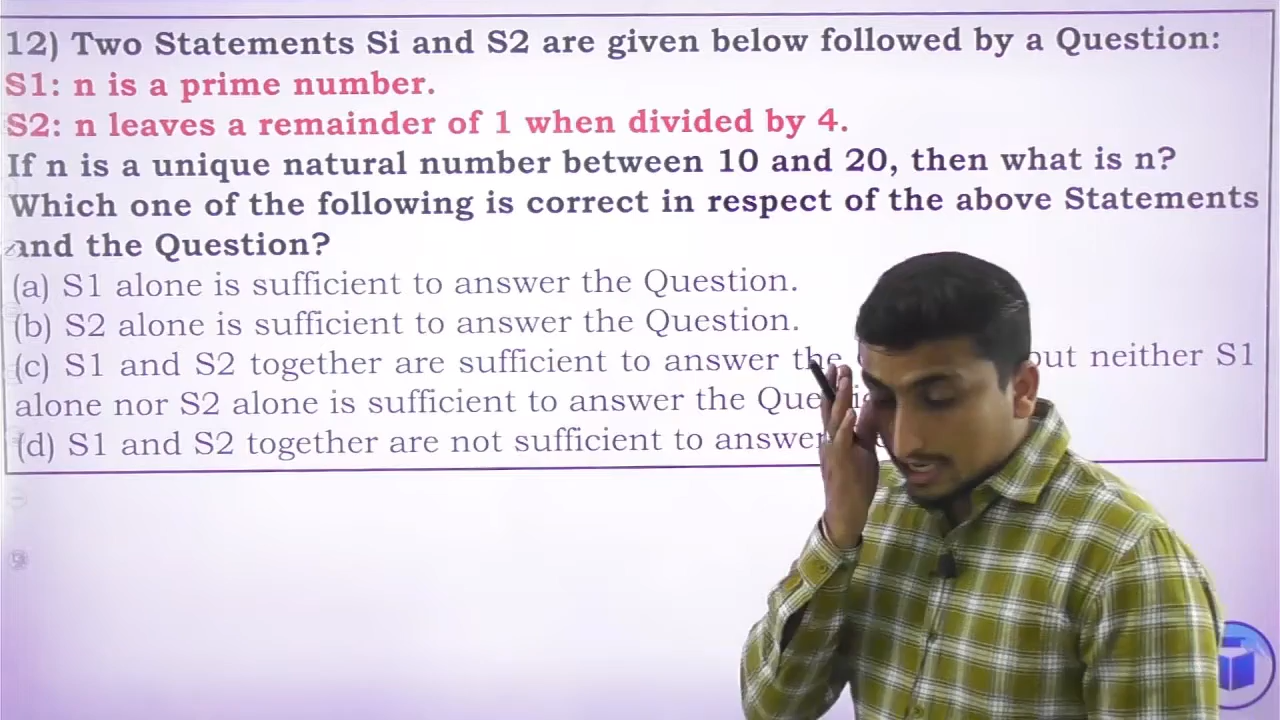 12) Two Statements Si and S2 are given below followed by a Question:
S1: n is a prime number.
S2: n leaves a remainder of 1 when divided by 4.
If n is a unique natural number between 10 and 20, then what is n?
Which one of the following is correct in respect of the above Statements
and the Question?
(a) S1 alone is sufficient to answer the Question.
(b) S2 alone is sufficient to answer the Question.
(c) S1 and S2 together are sufficient to answer the but neither S1
alone nor S2 alone is sufficient to answer the
(d) S1 and S2 together are not sufficient to answer